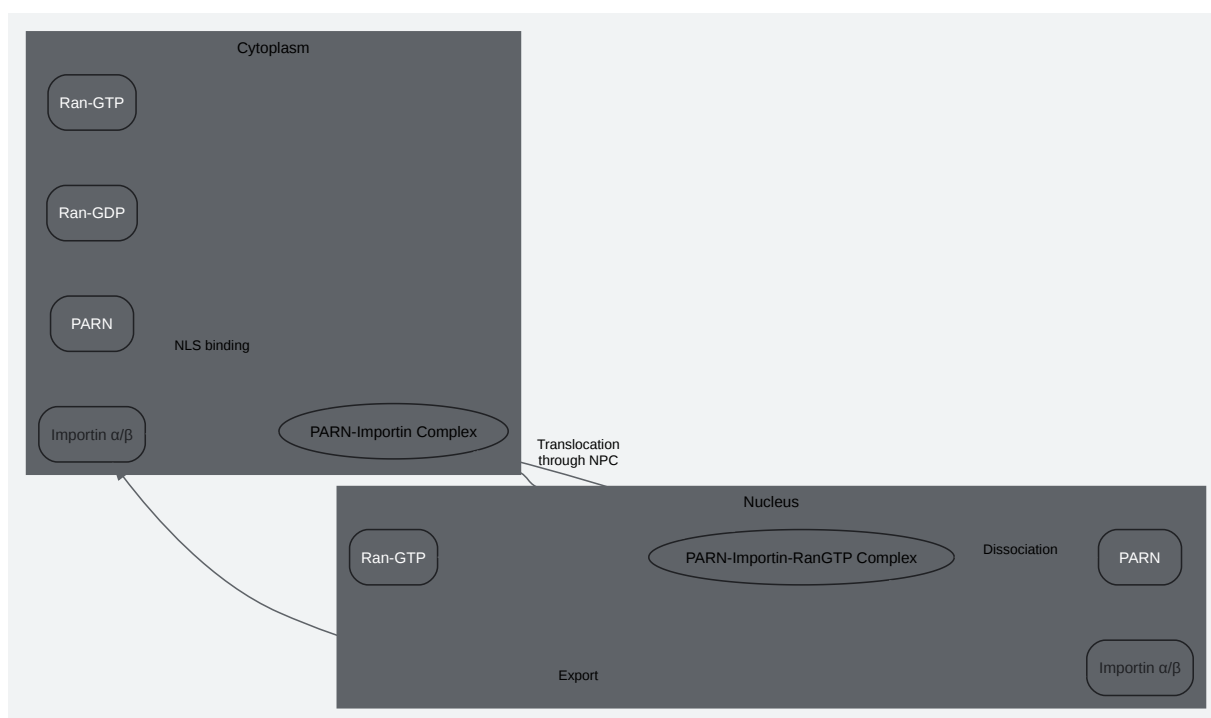 Cytoplasm
Ran-GTP
Ran-GDP
PARN
NLS binding
Importin α/β
PARN-Importin Complex
Translocation
through NPC
Nucleus
Ran-GTP
PARN-Importin-RanGTP Complex
Dissociation
PARN
Importin α/β
Export